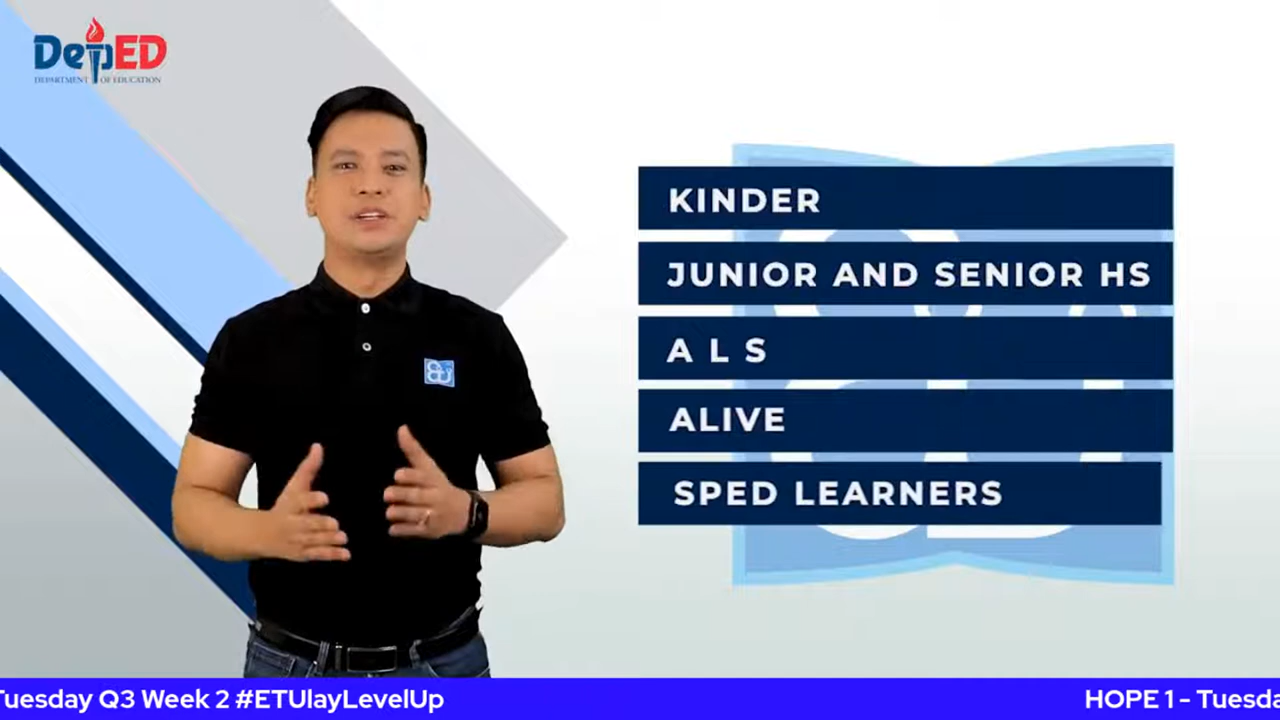 DepED
DEPARTMENT OF EDUCATION
KINDER
JUNIOR AND SENIOR HS
A L S
ALIVE
SPED LEARNERS
Tuesday Q3 Week 2 #ETUlayLevelUp
HOPE 1 - Tuesda